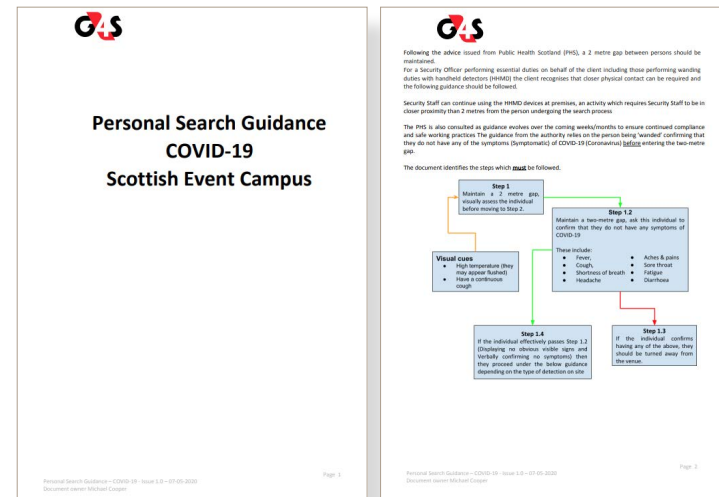 G4S
Personal Search Guidance
COVID-19
Scottish Event Campus
Page 1
Personal Search Guidance – COVID-19 - Issue 1.0 – 07-05-2020
Document owner Michael Cooper
G4S
Following the advice issued from Public Health Scotland (PHS), a 2 metre gap between persons should be
maintained.
For a Security Officer performing essential duties on behalf of the client including those performing wanding
duties with handheld detectors (HHMD) the client recognises that closer physical contact can be required and
the following guidance should be followed.
Security Staff can continue using the HHMD devices at premises, an activity which requires Security Staff to be in
closer proximity than 2 metres from the person undergoing the search process
The PHS is also consulted as guidance evolves over the coming weeks/months to ensure continued compliance
and safe working practices The guidance from the authority relies on the person being 'wanded' confirming that
they do not have any of the symptoms (Symptomatic) of COVID-19 (Coronavirus) before entering the two-metre
gap.
The document identifies the steps which must be followed.
Step 1
Maintain a 2 metre gap,
visually assess the individual
before moving to Step 2.
Step 1.2
Maintain a two-metre gap, ask this individual to
confirm that they do not have any symptoms of
COVID-19
These include:
• Fever,
• Cough,
• Shortness of breath
• Headache
• Aches & pains
• Sore throat
• Fatigue
• Diarrhoea
Visual cues
• High temperature (they
may appear flushed)
• Have a continuous
cough
Step 1.4
If the individual effectively passes Step 1.2
(Displaying no obvious visible signs and
Verbally confirming no symptoms) then
they proceed under the below guidance
depending on the type of detection on site
Step 1.3
If the individual confirms
having any of the above, they
should be turned away from
the venue.
Page 2
Personal Search Guidance – COVID-19 - Issue 1.0 – 07-05-2020
Document owner Michael Cooper